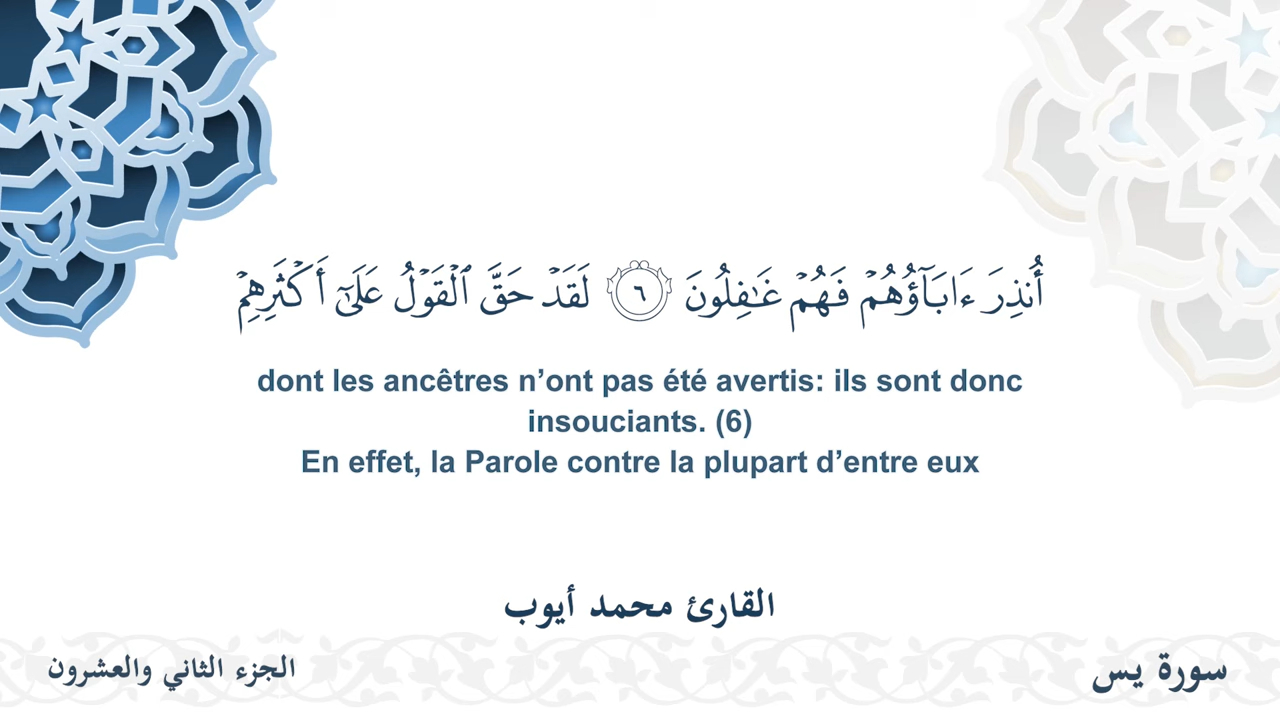 أُنذِرَ ءَابَآؤُهُمْ فَهُمْ غَـٰفِلُونَ ٦ لَقَدْ حَقَّ ٱلْقَوْلُ عَلَىٰٓ أَكْثَرِهِمْ
dont les ancêtres n’ont pas été avertis: ils sont donc
insouciants. (6)
En effet, la Parole contre la plupart d’entre eux
القارئ محمد أيوب
سورة يس
الجزء الثاني والعشرون